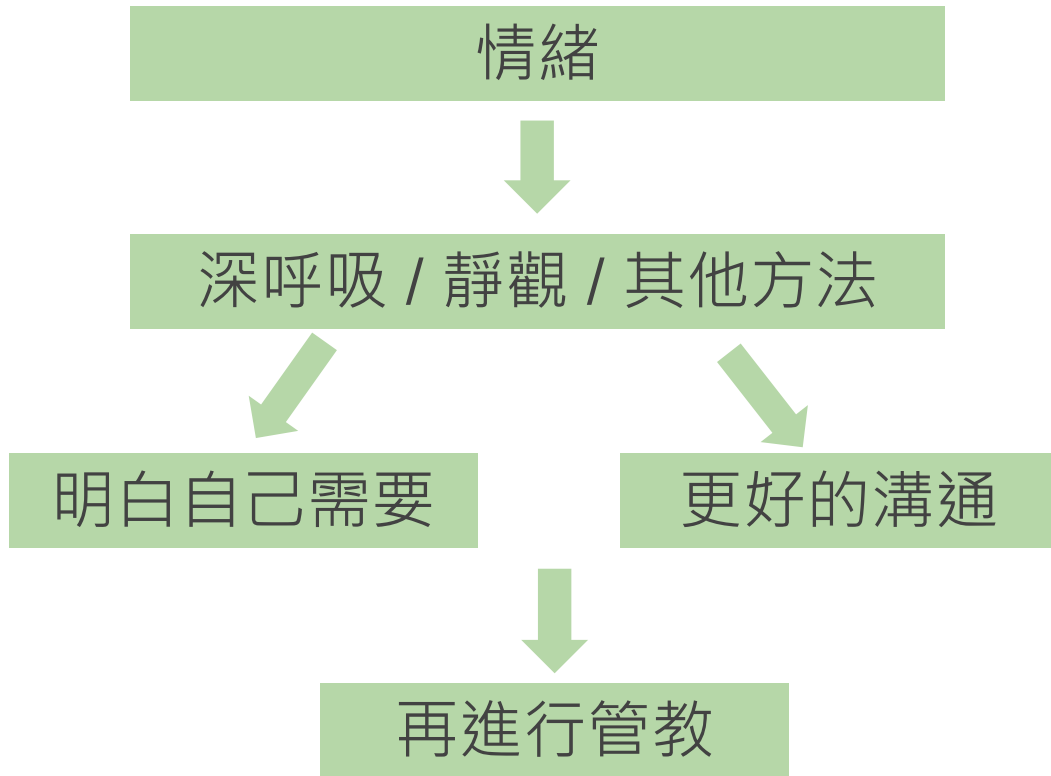 情緒
深呼吸 / 靜觀 / 其他方法
明白自己需要
更好的溝通
再進行管教